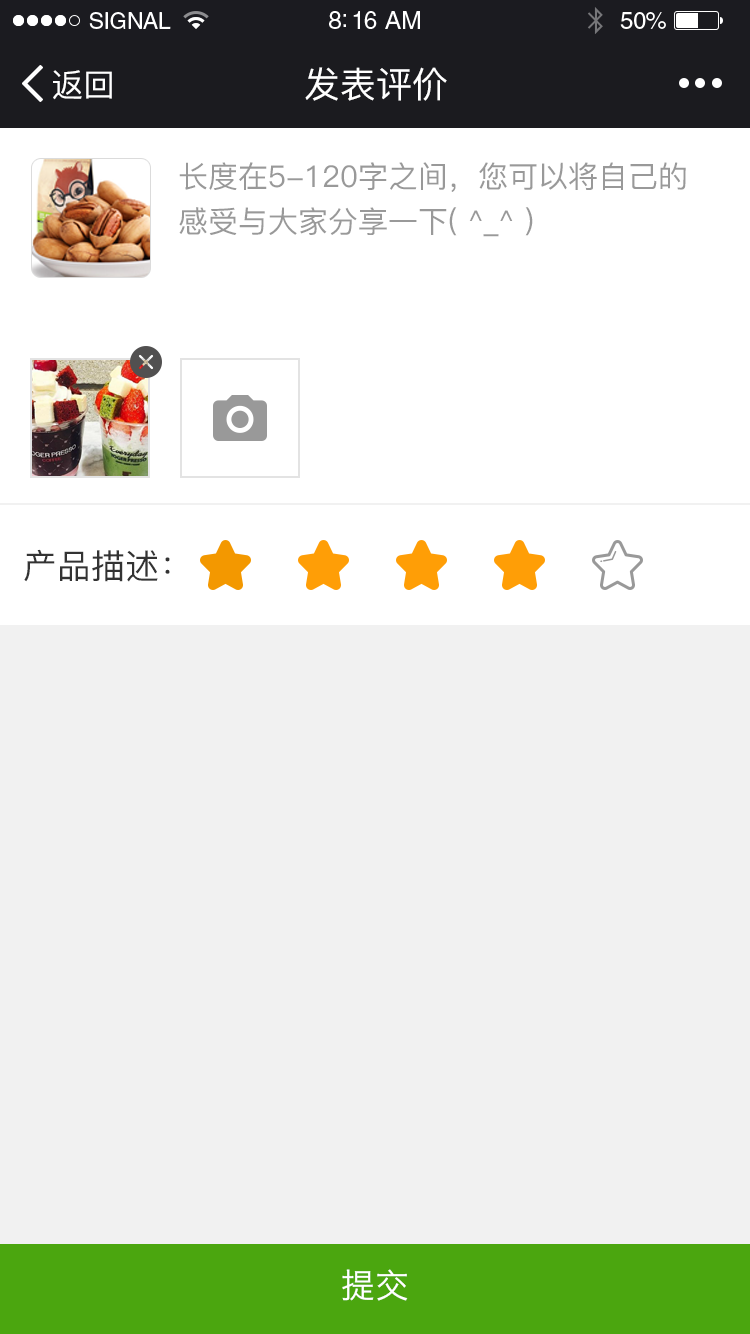 SIGNAL
8:16 AM
50%
返回
发表评价
长度在5-120字之间，您可以将自己的
感受与大家分享一下( ^_^ )
产品描述：
提交